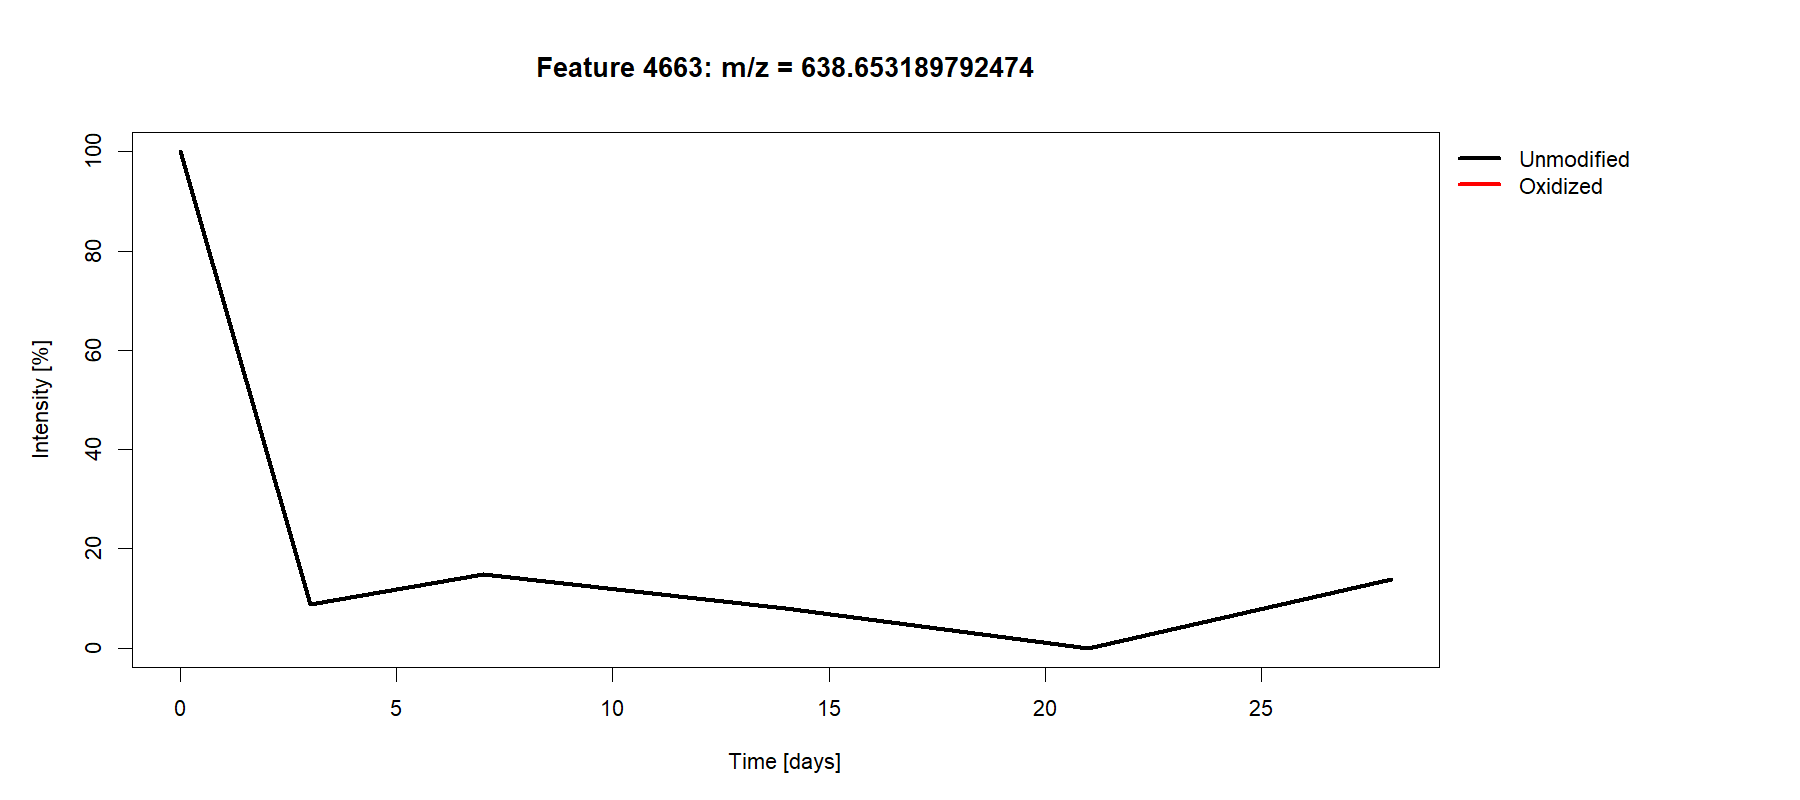 Feature 4663: m/z = 638.653189792474
Unmodified
Oxidized
Intensity [%]
100
80
60
40
20
0
0 5 10 15 20 25
Time [days]